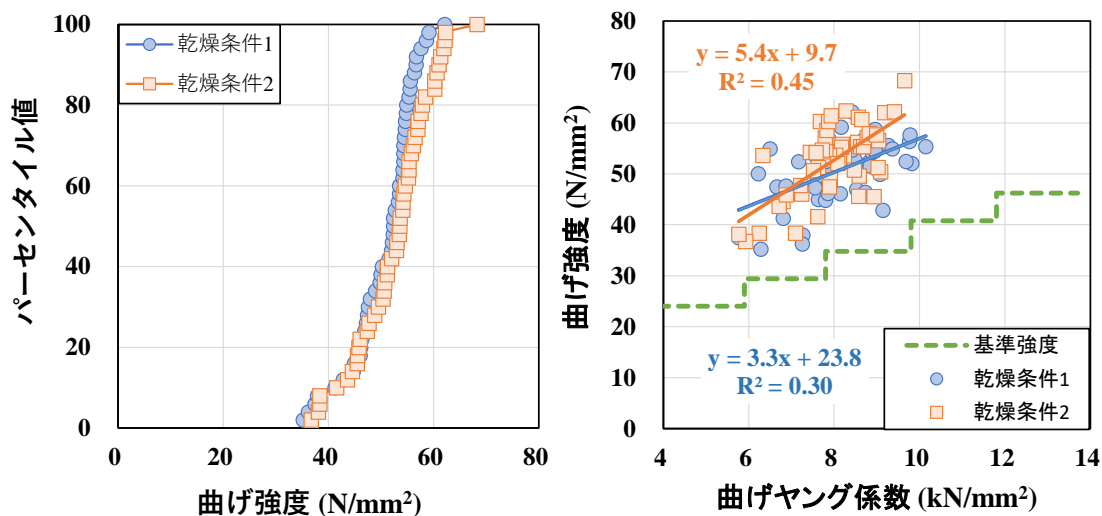 乾燥条件1
乾燥条件2
パーセンタイル値
100
80
60
40
20
0
0
40
60
80
曲げ強度 (N/mm²)
y = 5.4x + 9.7
R² = 0.45
曲げ強度 (N/mm²)
80
70
60
50
40
30
20
10
0
y = 3.3x + 23.8
R² = 0.30
基準強度
乾燥条件1
乾燥条件2
4
6
8
10
12
14
曲げヤング係数 (kN/mm²)